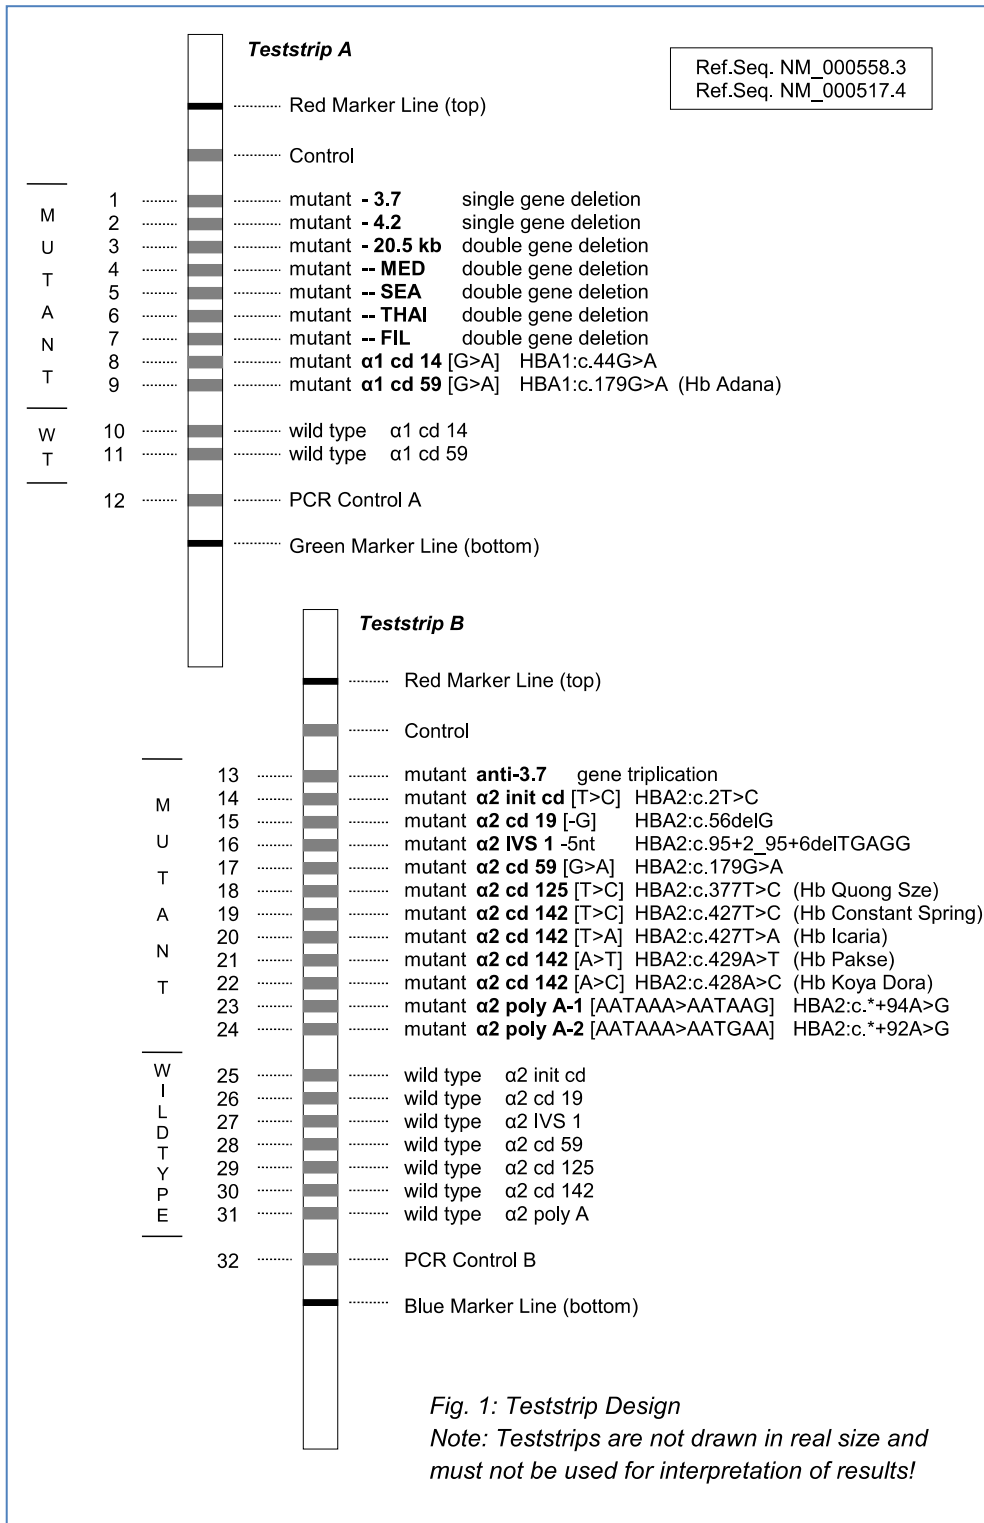 Teststrip A
Ref.Seq. NM_000558.3
Ref.Seq. NM_000517.4
Red Marker Line (top)
Control
MUTANT
1 mutant - 3.7 single gene deletion
2 mutant - 4.2 single gene deletion
3 mutant - 20.5 kb double gene deletion
4 mutant -- MED double gene deletion
5 mutant -- SEA double gene deletion
6 mutant -- THAI double gene deletion
7 mutant -- FIL double gene deletion
8 mutant α1 cd 14 [G>A] HBA1:c.44G>A
9 mutant α1 cd 59 [G>A] HBA1:c.179G>A (Hb Adana)
WT
10 wild type α1 cd 14
11 wild type α1 cd 59
12 PCR Control A
Green Marker Line (bottom)
Teststrip B
Red Marker Line (top)
Control
MUTANT
13 mutant anti-3.7 gene triplication
14 mutant α2 init cd [T>C] HBA2:c.2T>C
15 mutant α2 cd 19 [-G] HBA2:c.56delG
16 mutant α2 IVS 1 -5nt HBA2:c.95+2_95+6delTGAGG
17 mutant α2 cd 59 [G>A] HBA2:c.179G>A
18 mutant α2 cd 125 [T>C] HBA2:c.377T>C (Hb Quong Sze)
19 mutant α2 cd 142 [T>C] HBA2:c.427T>C (Hb Constant Spring)
20 mutant α2 cd 142 [T>A] HBA2:c.427T>A (Hb Icaria)
21 mutant α2 cd 142 [A>T] HBA2:c.429A>T (Hb Pakse)
22 mutant α2 cd 142 [A>C] HBA2:c.428A>C (Hb Koya Dora)
23 mutant α2 poly A-1 [AATAAA>AATAAG] HBA2:c.*+94A>G
24 mutant α2 poly A-2 [AATAAA>AATGAA] HBA2:c.*+92A>G
WILDTYPE
25 wild type α2 init cd
26 wild type α2 cd 19
27 wild type α2 IVS 1
28 wild type α2 cd 59
29 wild type α2 cd 125
30 wild type α2 cd 142
31 wild type α2 poly A
32 PCR Control B
Blue Marker Line (bottom)
Fig. 1: Teststrip Design
Note: Teststrips are not drawn in real size and
must not be used for interpretation of results!